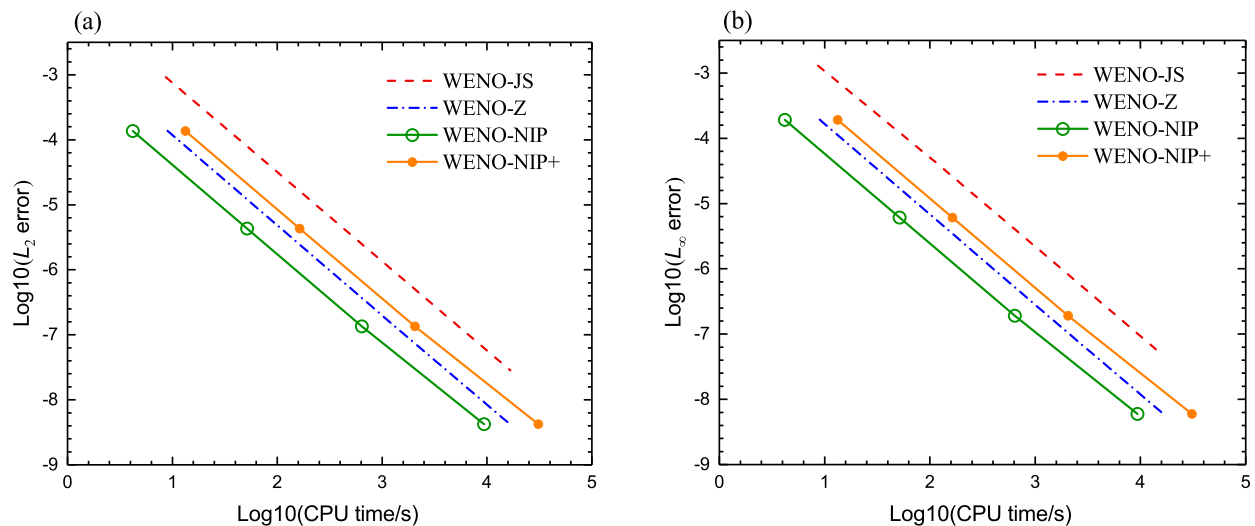 (a)
WENO-JS
WENO-Z
WENO-NIP
WENO-NIP+
-3
-4
-5
-6
-7
-8
-9
0 1 2 3 4 5
Log10(L₂ error)
Log10(CPU time/s)
(b)
WENO-JS
WENO-Z
WENO-NIP
WENO-NIP+
-3
-4
-5
-6
-7
-8
-9
0 1 2 3 4 5
Log10(L∞ error)
Log10(CPU time/s)